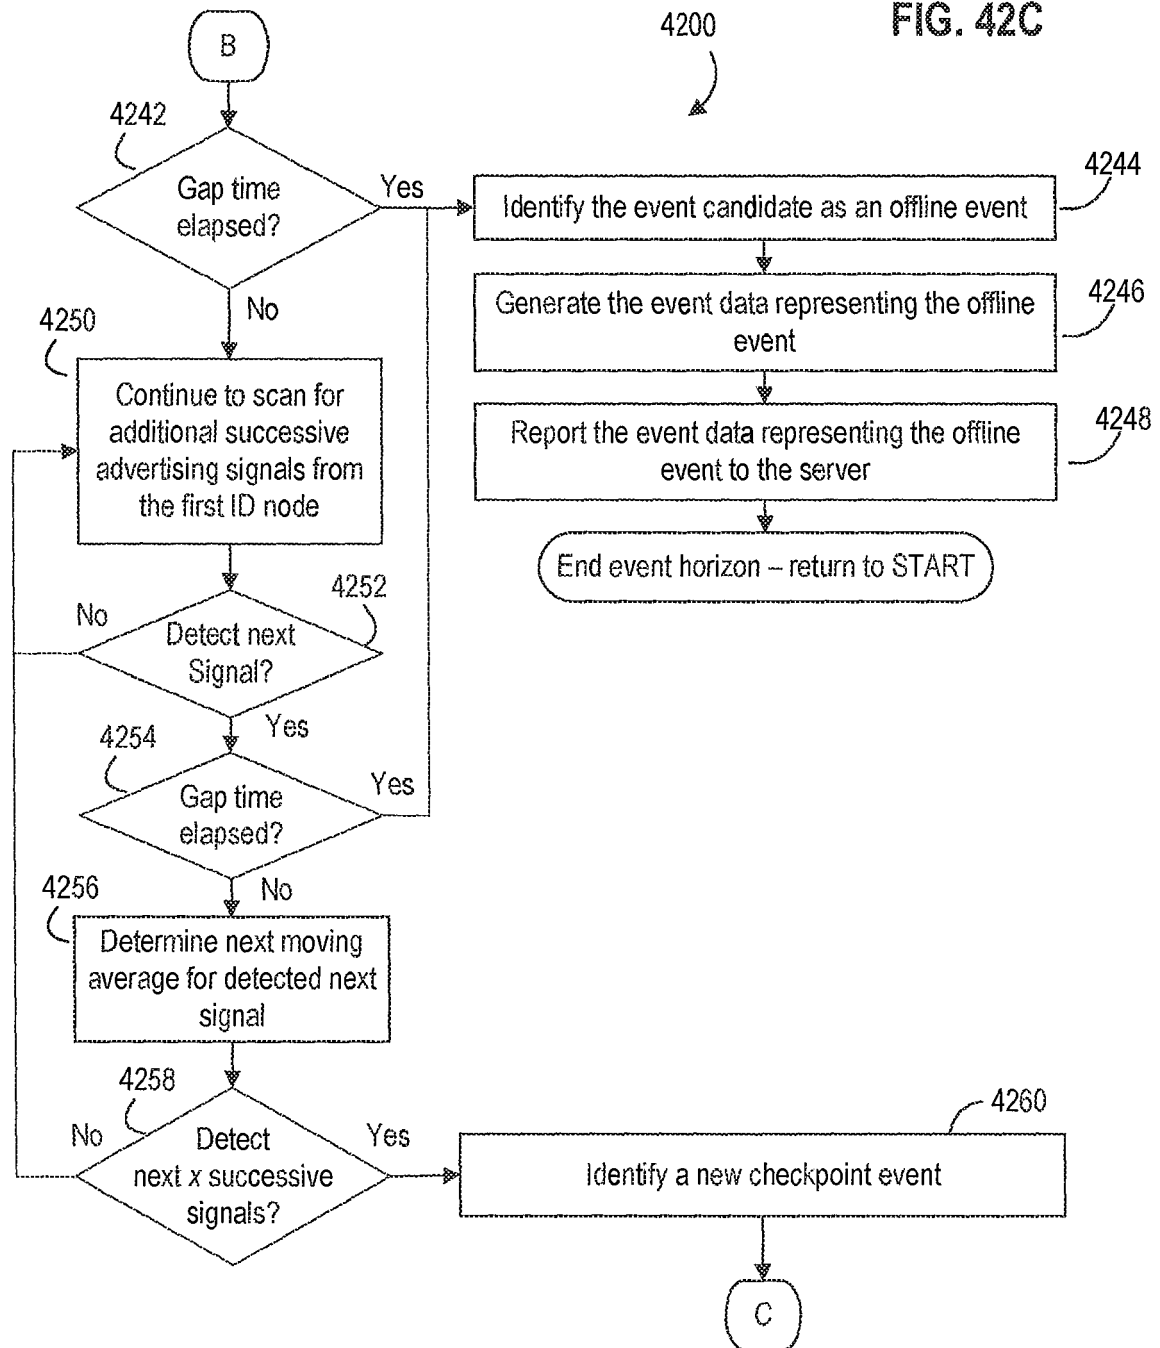 FIG. 42C
4200
B
4242
Gap time
elapsed?
Yes
No
4244
Identify the event candidate as an offline event
4246
Generate the event data representing the offline
event
4248
Report the event data representing the offline
event to the server
End event horizon – return to START
4250
Continue to scan for
additional successive
advertising signals from
the first ID node
4252
No
Detect next
Signal?
Yes
4254
Gap time
elapsed?
Yes
No
4256
Determine next moving
average for detected next
signal
4258
No
Detect
next x successive
signals?
Yes
4260
Identify a new checkpoint event
C